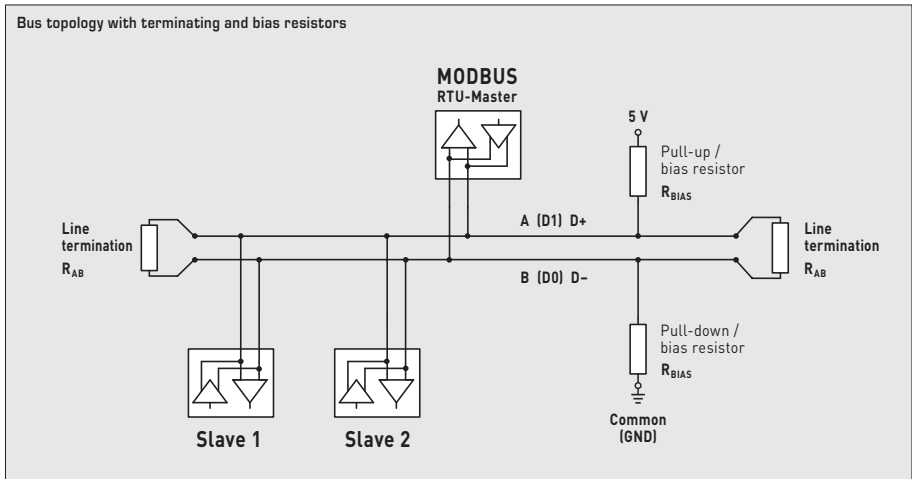 Bus topology with terminating and bias resistors
MODBUS
RTU-Master
5 V
Pull-up /
bias resistor
RBIAS
A (D1) D+
Line
termination
RAB
Line
termination
RAB
B (D0) D–
Pull-down /
bias resistor
RBIAS
Common
(GND)
Slave 1
Slave 2